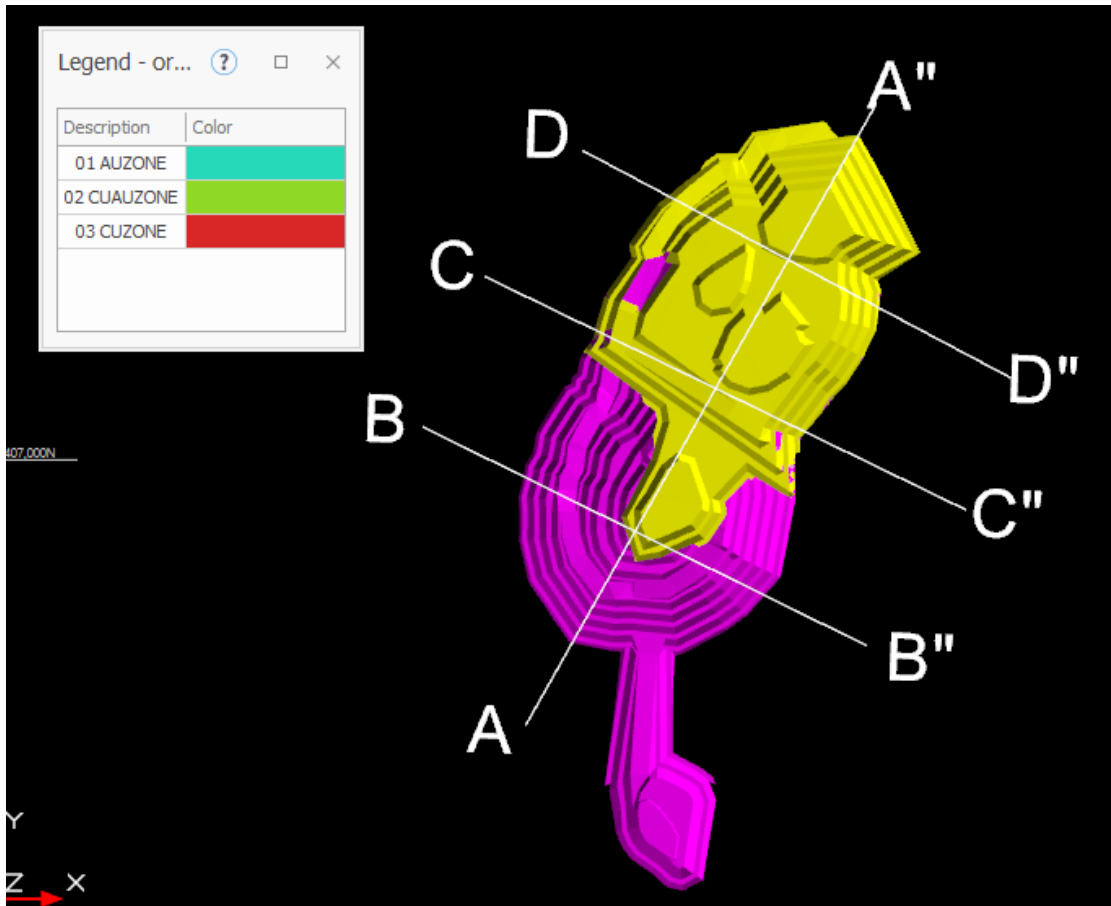 Legend - or... ?
Description Color
01 AUZONE
02 CUAUZONE
03 CUZONE
A"
D
C
D"
B
407,000N
C"
B"
A
Y
Z X